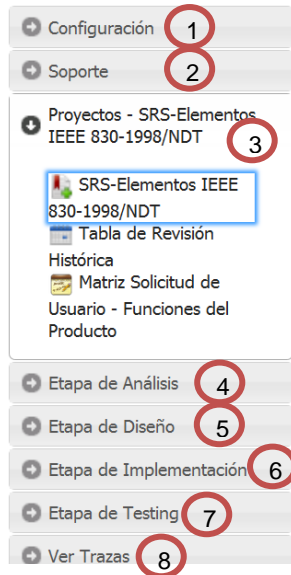 Configuración 1
Soporte 2
Proyectos - SRS-Elementos
IEEE 830-1998/NDT 3
SRS-Elementos IEEE
830-1998/NDT
Tabla de Revisión
Histórica
Matriz Solicitud de
Usuario - Funciones del
Producto
Etapa de Análisis 4
Etapa de Diseño 5
Etapa de Implementación 6
Etapa de Testing 7
Ver Trazas 8